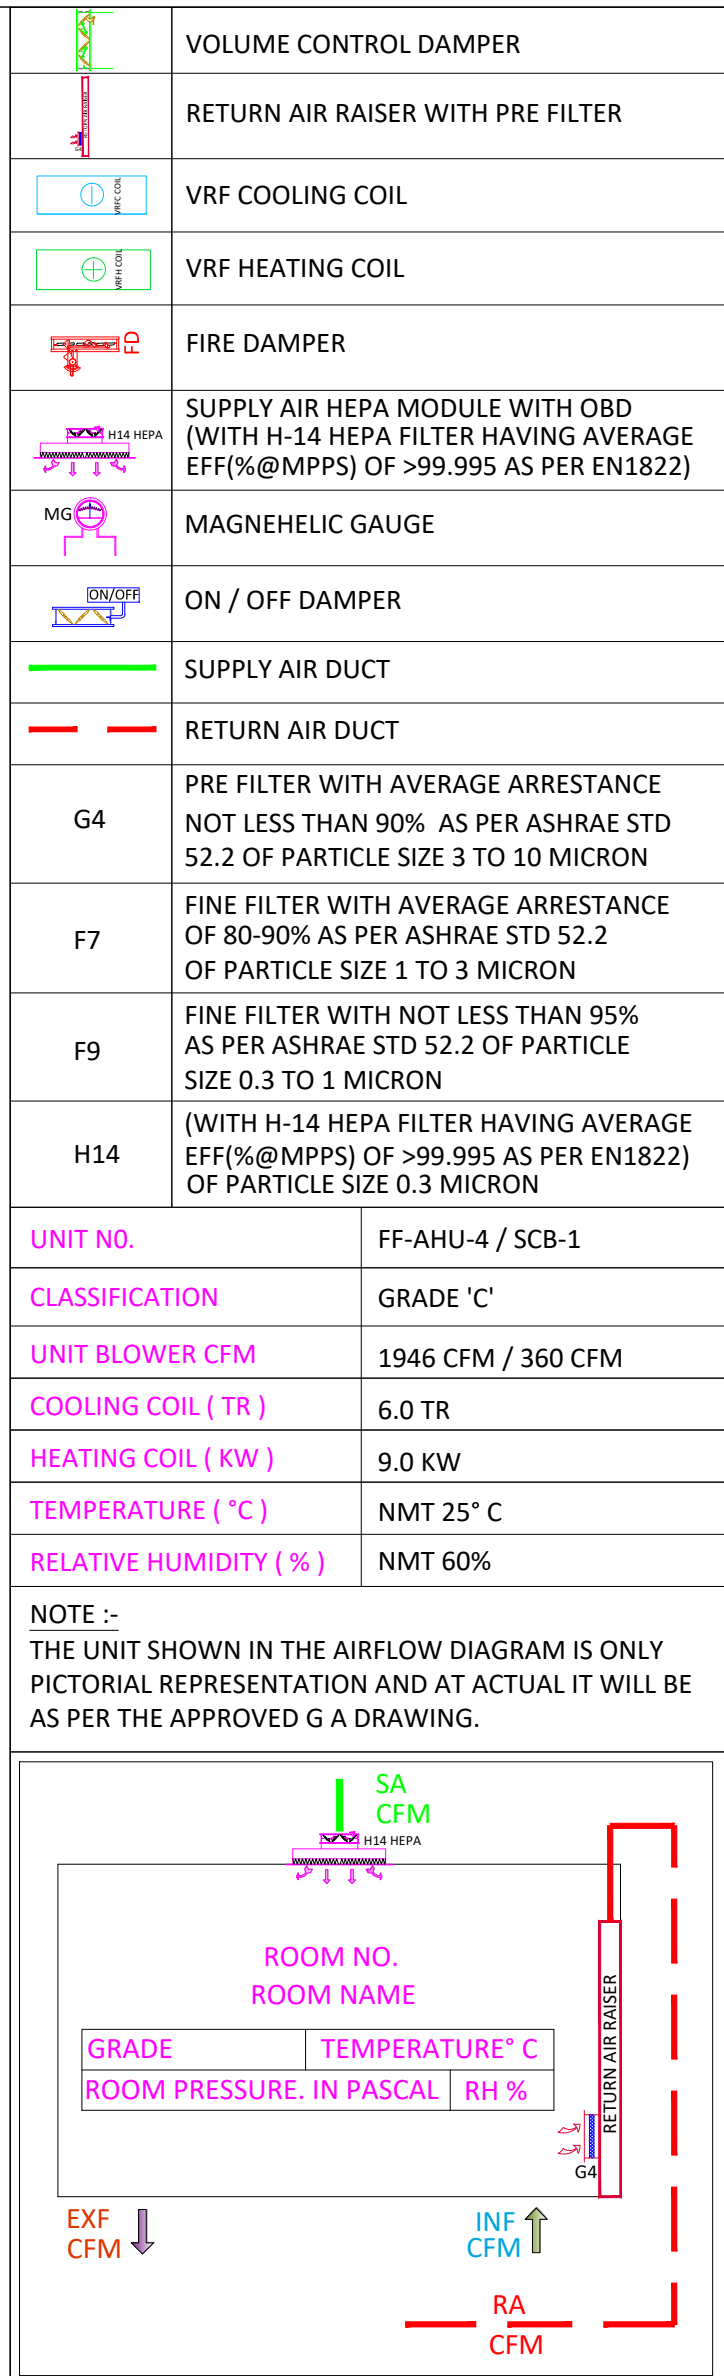 VOLUME CONTROL DAMPER
RETURN AIR RAISER
G4
RETURN AIR RAISER WITH PRE FILTER
VRFC COIL
VRF COOLING COIL
VRFH COIL
VRF HEATING COIL
FD
FIRE DAMPER
H14 HEPA
SUPPLY AIR HEPA MODULE WITH OBD
(WITH H-14 HEPA FILTER HAVING AVERAGE
EFF(%@MPPS) OF >99.995 AS PER EN1822)
MG
MAGNEHELIC GAUGE
ON/OFF
ON / OFF DAMPER
SUPPLY AIR DUCT
RETURN AIR DUCT
G4
PRE FILTER WITH AVERAGE ARRESTANCE
NOT LESS THAN 90% AS PER ASHRAE STD
52.2 OF PARTICLE SIZE 3 TO 10 MICRON
F7
FINE FILTER WITH AVERAGE ARRESTANCE
OF 80-90% AS PER ASHRAE STD 52.2
OF PARTICLE SIZE 1 TO 3 MICRON
F9
FINE FILTER WITH NOT LESS THAN 95%
AS PER ASHRAE STD 52.2 OF PARTICLE
SIZE 0.3 TO 1 MICRON
H14
(WITH H-14 HEPA FILTER HAVING AVERAGE
EFF(%@MPPS) OF >99.995 AS PER EN1822)
OF PARTICLE SIZE 0.3 MICRON
UNIT N0. FF-AHU-4 / SCB-1
CLASSIFICATION GRADE 'C'
UNIT BLOWER CFM 1946 CFM / 360 CFM
COOLING COIL ( TR ) 6.0 TR
HEATING COIL ( KW ) 9.0 KW
TEMPERATURE ( °C ) NMT 25° C
RELATIVE HUMIDITY ( % ) NMT 60%
NOTE :-
THE UNIT SHOWN IN THE AIRFLOW DIAGRAM IS ONLY
PICTORIAL REPRESENTATION AND AT ACTUAL IT WILL BE
AS PER THE APPROVED G A DRAWING.
SA
CFM
H14 HEPA
ROOM NO.
ROOM NAME
GRADE TEMPERATURE° C
ROOM PRESSURE. IN PASCAL RH %
RETURN AIR RAISER
G4
EXF
CFM
INF
CFM
RA
CFM